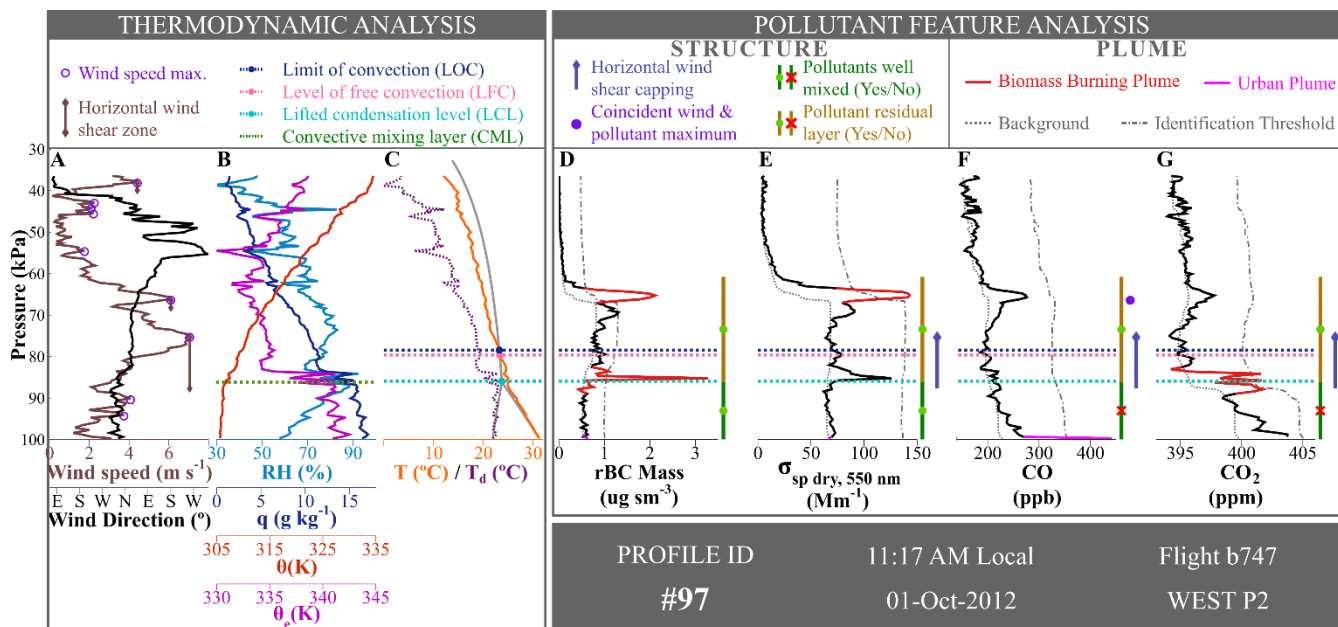 THERMODYNAMIC ANALYSIS
Wind speed max.
Horizontal wind
shear zone
Limit of convection (LOC)
Level of free convection (LFC)
Lifted condensation level (LCL)
Convective mixing layer (CML)
POLLUTANT FEATURE ANALYSIS
STRUCTURE
PLUME
Horizontal wind
shear capping
Coincident wind &
pollutant maximum
Pollutants well
mixed (Yes/No)
Pollutant residual
layer (Yes/No)
Biomass Burning Plume
Urban Plume
Background
Identification Threshold
A B C D E F G
Pressure (kPa)
30
40
50
60
70
80
90
100
0 2 4 6 8
Wind speed (m s⁻¹)
E S W N E S W
Wind Direction (º)
30 50 70 90
RH (%)
0 5 10 15
q (g kg⁻¹)
305 315 325 335
θ(K)
330 335 340 345
θe(K)
0 10 20 30
T (ºC) / Td (ºC)
0 1 2 3
rBC Mass
(ug sm⁻³)
0 50 100 150
σsp dry, 550 nm
(Mm⁻¹)
200 300 400
CO
(ppb)
395 400 405
CO₂
(ppm)
PROFILE ID
#97
11:17 AM Local
01-Oct-2012
Flight b747
WEST P2